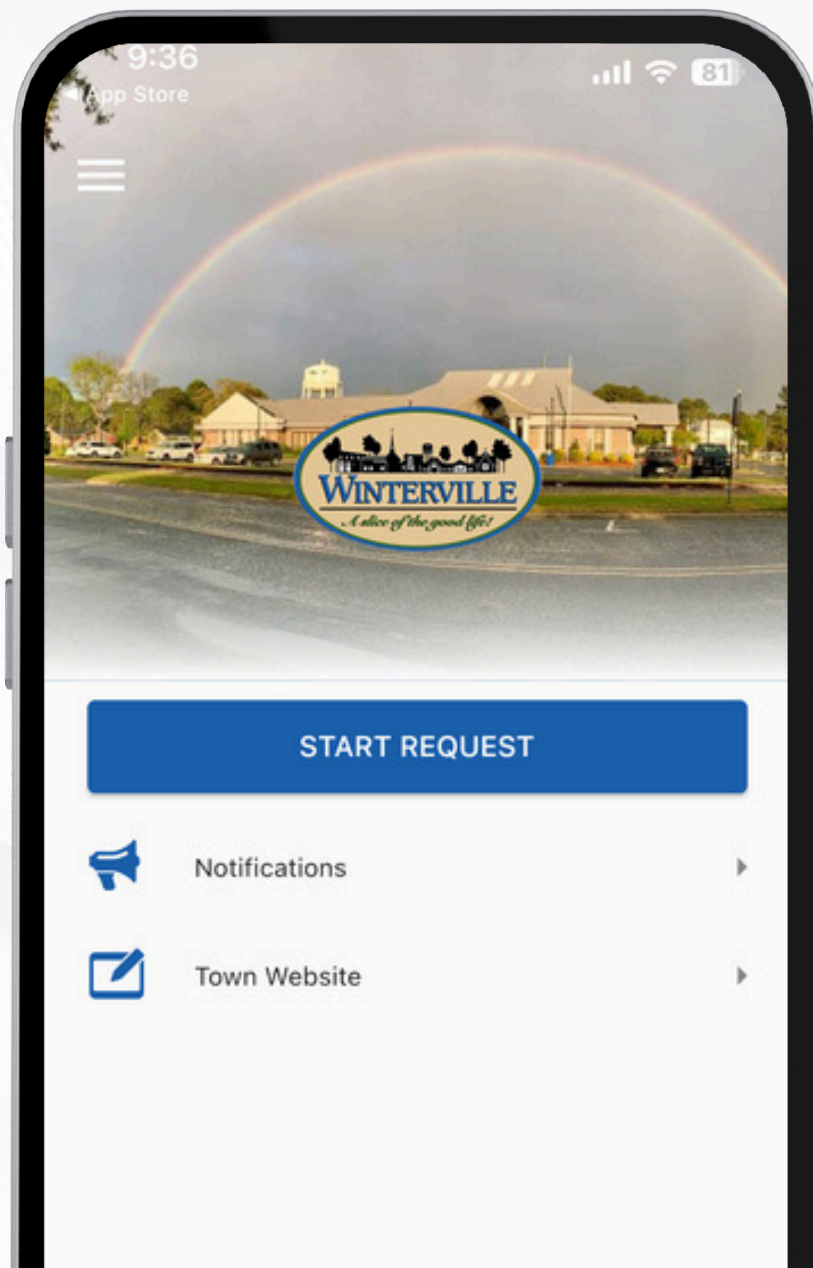 9:36
81
App Store
WINTERVILLE
A slice of the good life!
START REQUEST
Notifications
Town Website